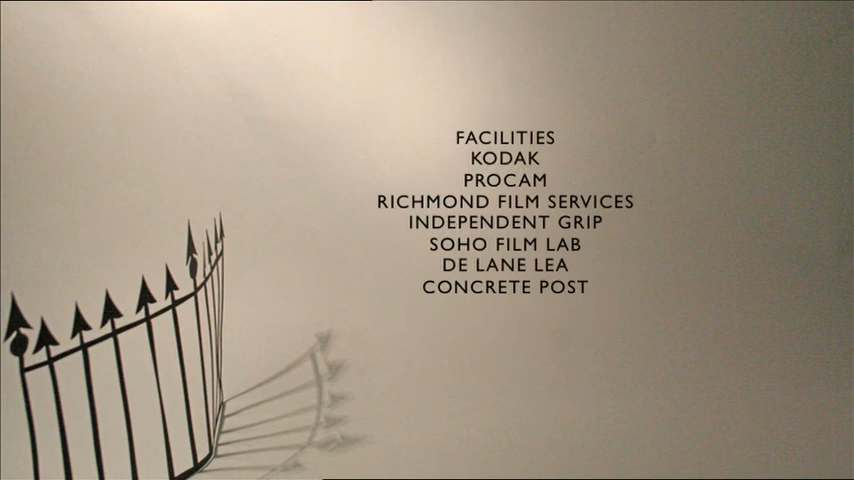 FACILITIES
KODAK
PROCAM
RICHMOND FILM SERVICES
INDEPENDENT GRIP
SOHO FILM LAB
DE LANE LEA
CONCRETE POST